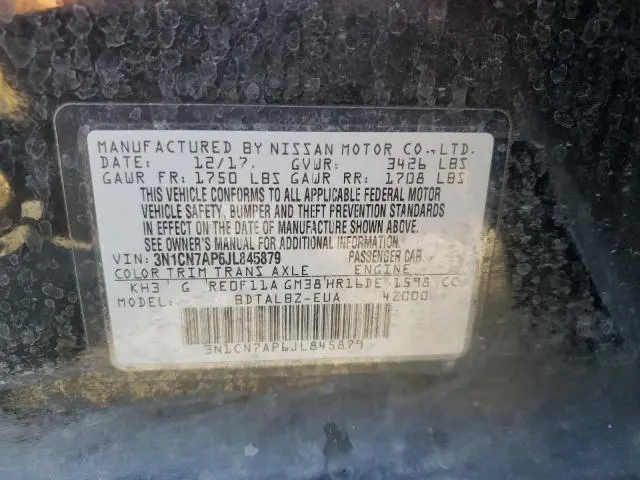 MANUFACTURED BY NISSAN MOTOR CO.,LTD.
DATE: 12/17. GVWR: 3426 LBS
GAWR FR: 1750 LBS GAWR RR: 1708 LBS
THIS VEHICLE CONFORMS TO ALL APPLICABLE FEDERAL MOTOR
VEHICLE SAFETY, BUMPER AND THEFT PREVENTION STANDARDS
IN EFFECT ON THE DATE OF MANUFACTURE SHOWN ABOVE.
SEE OWNER'S MANUAL FOR ADDITIONAL INFORMATION
VIN: 3N1CN7AP6JL845879 PASSENGER CAR
COLOR TRIM TRANS AXLE ENGINE
KH3 G RE0F11A GM38 HR16DE 1598 CC
MODEL: BDTALBZ-EUA 42000
3N1CN7AP6JL845879